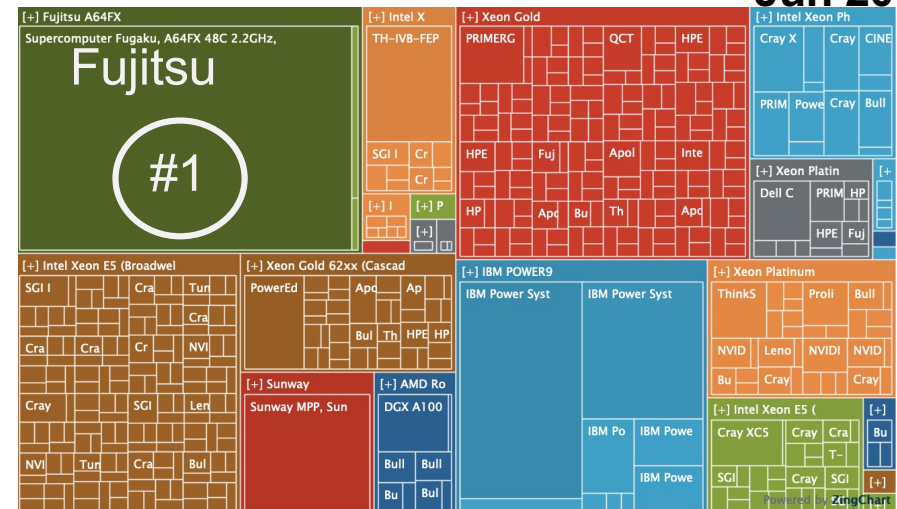 Jun 20
[+] Fujitsu A64FX
Supercomputer Fugaku, A64FX 48C 2.2GHz,
Fujitsu
#1
[+] Intel X
TH-IVB-FEP
SGI I
Cr
Cr
[+] I
[+] P
[+]
[+] Xeon Gold
PRIMERG
QCT
HPE
HPE
Fuj
Apol
Inte
HP
Apo
Bu
Th
Apo
[+] Intel Xeon Ph
Cray X
Cray
CINE
PRIM
Powe
Cray
Bull
[+] Xeon Platin
Dell C
PRIM
HP
HPE
Fuj
[+
[+] Intel Xeon E5 (Broadwel
SGI I
Cra
Tun
Cra
Cra
Cra
Cr
NVI
Cray
SGI
Len
NVI
Tun
Cra
Bul
[+] Xeon Gold 62xx (Cascad
PowerEd
Apo
Ap
Bul
Th
HPE
HP
[+] Sunway
Sunway MPP, Sun
[+] AMD Ro
DGX A100
Bull
Bull
Bu
Bul
[+] IBM POWER9
IBM Power Syst
IBM Power Syst
IBM Po
IBM Powe
IBM Powe
[+] Xeon Platinum
ThinkS
Proli
Bull
NVID
Leno
NVIDI
NVID
Bu
Cray
Cray
[+] Intel Xeon E5 (
Cray XC5
Cray
Cra
T-
SGI
Cray
SGI
[+]
Bu
[+]
Powered by ZingChart